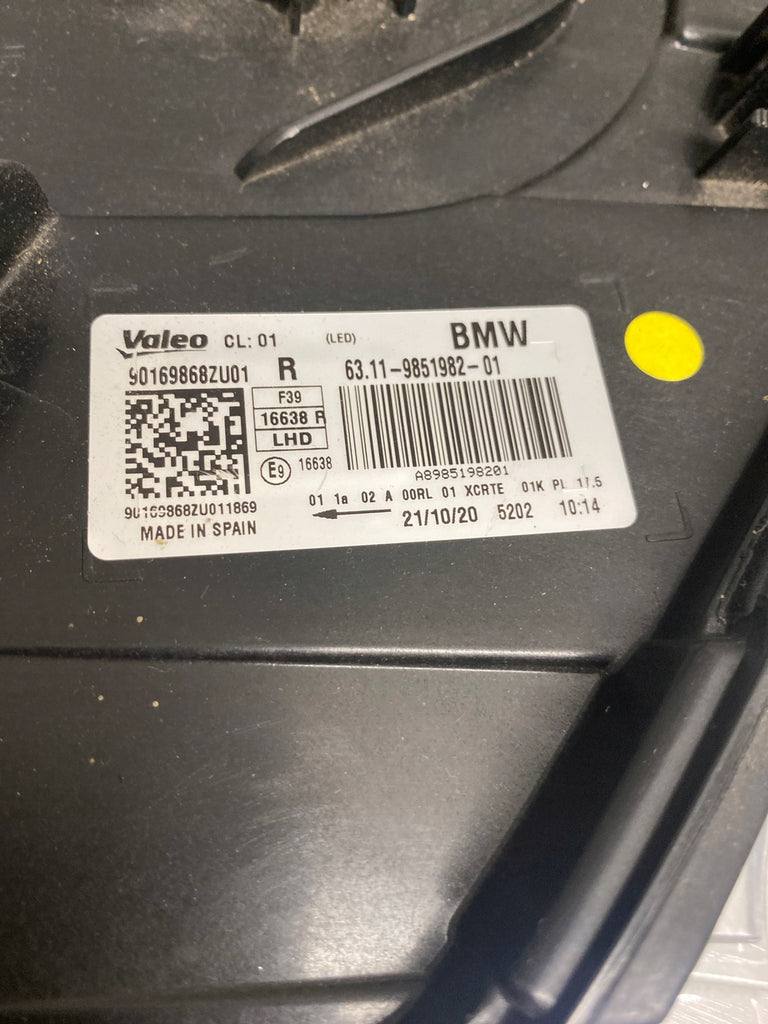 Valeo CL: 01 (LED) BMW
90169868ZU01 R 63.11-9851982-01
F39
16638 R
LHD
E9 16638
A8985198201
90169868ZU011869
01 1a 02 A 00RL 01 XCRTE 01K PL 17.5
MADE IN SPAIN
21/10/20 5202 10:14